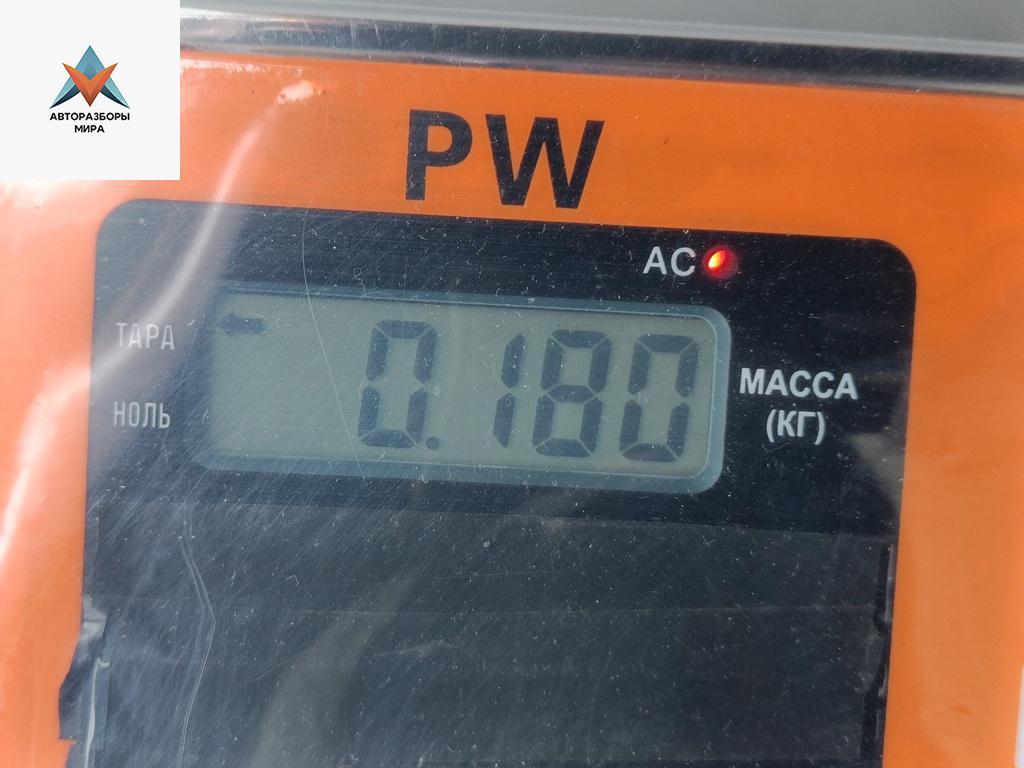 АВТОРАЗБОРЫ
МИРА
PW
AC
ТАРА
НОЛЬ
0.180
МАССА
(КГ)